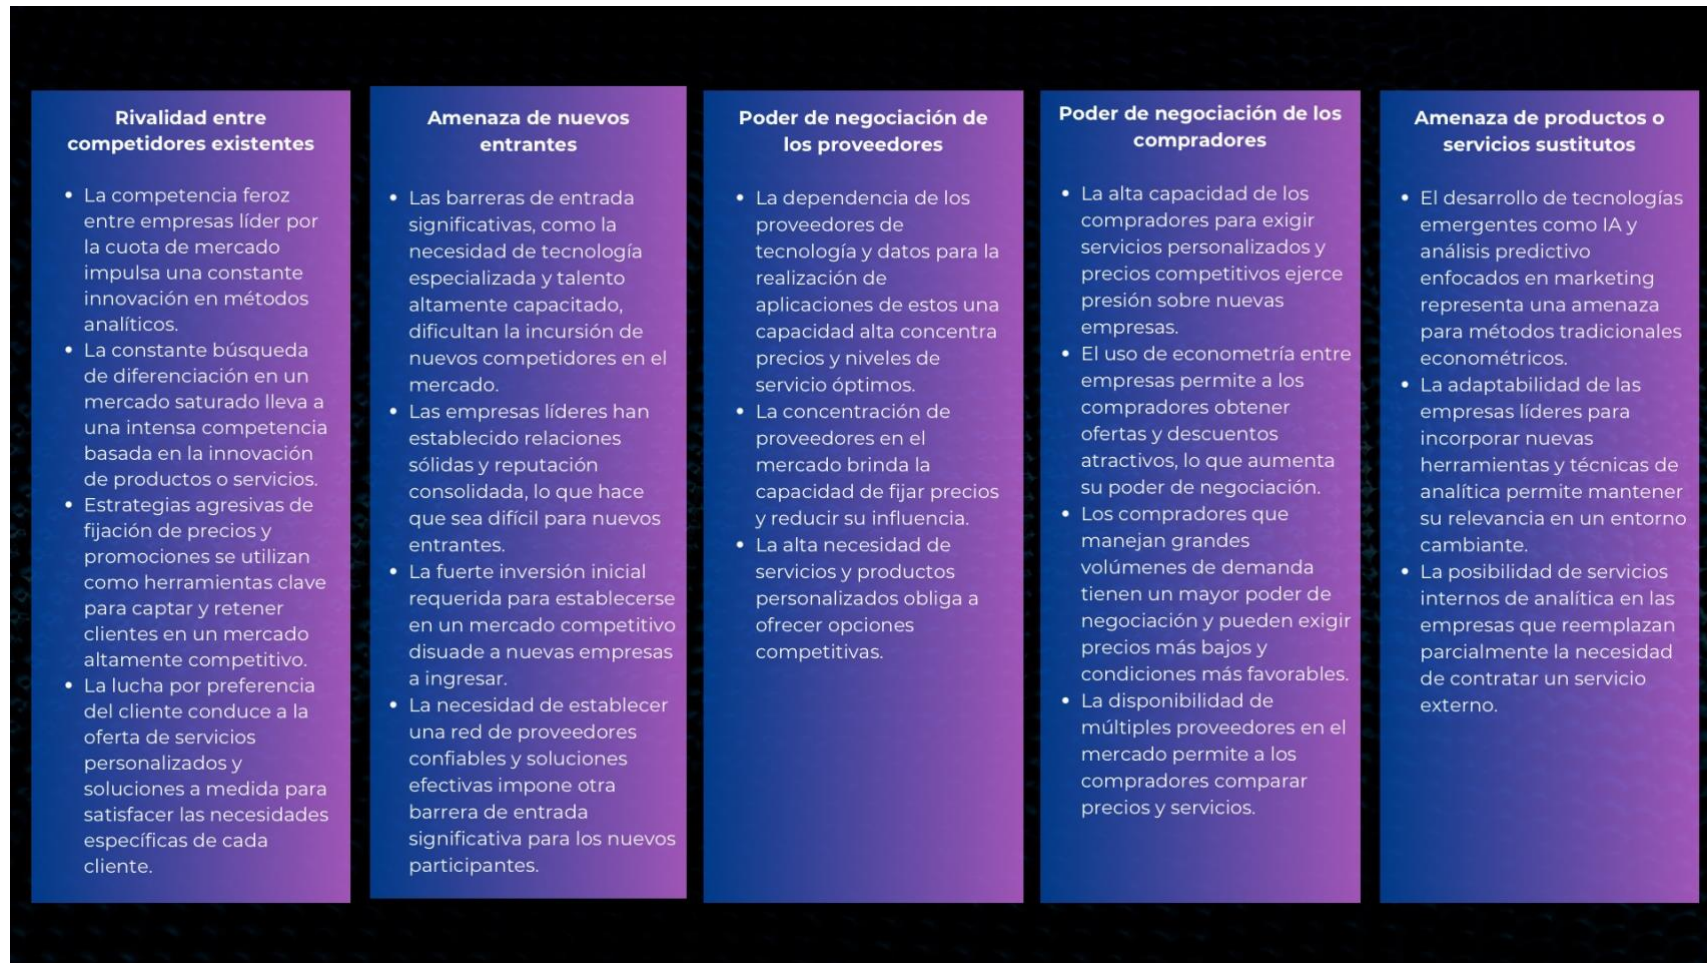 Rivalidad entre
competidores existentes
• La competencia feroz
entre empresas líder por
la cuota de mercado
impulsa una constante
innovación en métodos
analíticos.
• La constante búsqueda
de diferenciación en un
mercado saturado lleva a
una intensa competencia
basada en la innovación
de productos o servicios.
• Estrategias agresivas de
fijación de precios y
promociones se utilizan
como herramientas clave
para captar y retener
clientes en un mercado
altamente competitivo.
• La lucha por preferencia
del cliente conduce a la
oferta de servicios
personalizados y
soluciones a medida para
satisfacer las necesidades
específicas de cada
cliente.
Amenaza de nuevos
entrantes
• Las barreras de entrada
significativas, como la
necesidad de tecnología
especializada y talento
altamente capacitado,
dificultan la incursión de
nuevos competidores en el
mercado.
• Las empresas líderes han
establecido relaciones
sólidas y reputación
consolidada, lo que hace
que sea difícil para nuevos
entrantes.
• La fuerte inversión inicial
requerida para establecerse
en un mercado competitivo
disuade a nuevas empresas
a ingresar.
• La necesidad de establecer
una red de proveedores
confiables y soluciones
efectivas impone otra
barrera de entrada
significativa para los nuevos
participantes.
Poder de negociación de
los proveedores
• La dependencia de los
proveedores de
tecnología y datos para la
realización de
aplicaciones de estos una
capacidad alta concentra
precios y niveles de
servicio óptimos.
• La concentración de
proveedores en el
mercado brinda la
capacidad de fijar precios
y reducir su influencia.
• La alta necesidad de
servicios y productos
personalizados obliga a
ofrecer opciones
competitivas.
Poder de negociación de los
compradores
• La alta capacidad de los
compradores para exigir
servicios personalizados y
precios competitivos ejerce
presión sobre nuevas
empresas.
• El uso de econometría entre
empresas permite a los
compradores obtener
ofertas y descuentos
atractivos, lo que aumenta
su poder de negociación.
• Los compradores que
manejan grandes
volúmenes de demanda
tienen un mayor poder de
negociación y pueden exigir
precios más bajos y
condiciones más favorables.
• La disponibilidad de
múltiples proveedores en el
mercado permite a los
compradores comparar
precios y servicios.
Amenaza de productos o
servicios sustitutos
• El desarrollo de tecnologías
emergentes como IA y
análisis predictivo
enfocados en marketing
representa una amenaza
para métodos tradicionales
econométricos.
• La adaptabilidad de las
empresas líderes para
incorporar nuevas
herramientas y técnicas de
analítica permite mantener
su relevancia en un entorno
cambiante.
• La posibilidad de servicios
internos de analítica en las
empresas que reemplazan
parcialmente la necesidad
de contratar un servicio
externo.